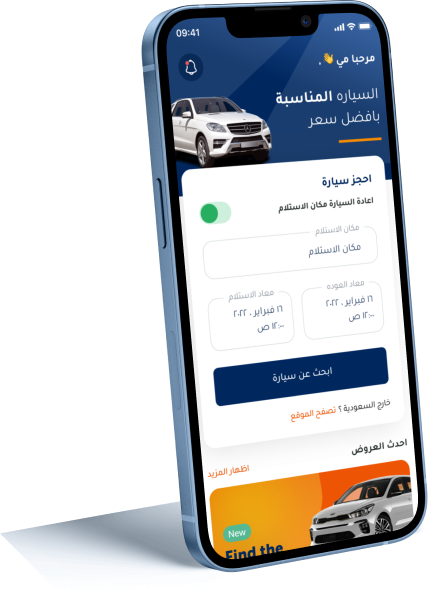 09:41
مرحبا مي 👋 ,
السياره المناسبة
بافضل سعر
احجز سيارة
اعادة السيارة مكان الاستلام
مكان الاستلام
مكان الاستلام
معاد العوده
١٦ فبراير , ٢٠٢٢
١٢:٠٠ ص
معاد الاستلام
١٦ فبراير , ٢٠٢٢
١٢:٠٠ ص
ابحث عن سيارة
خارج السعودية ؟ تصفح الموقع
احدث العروض
اظهار المزيد
New
Find the